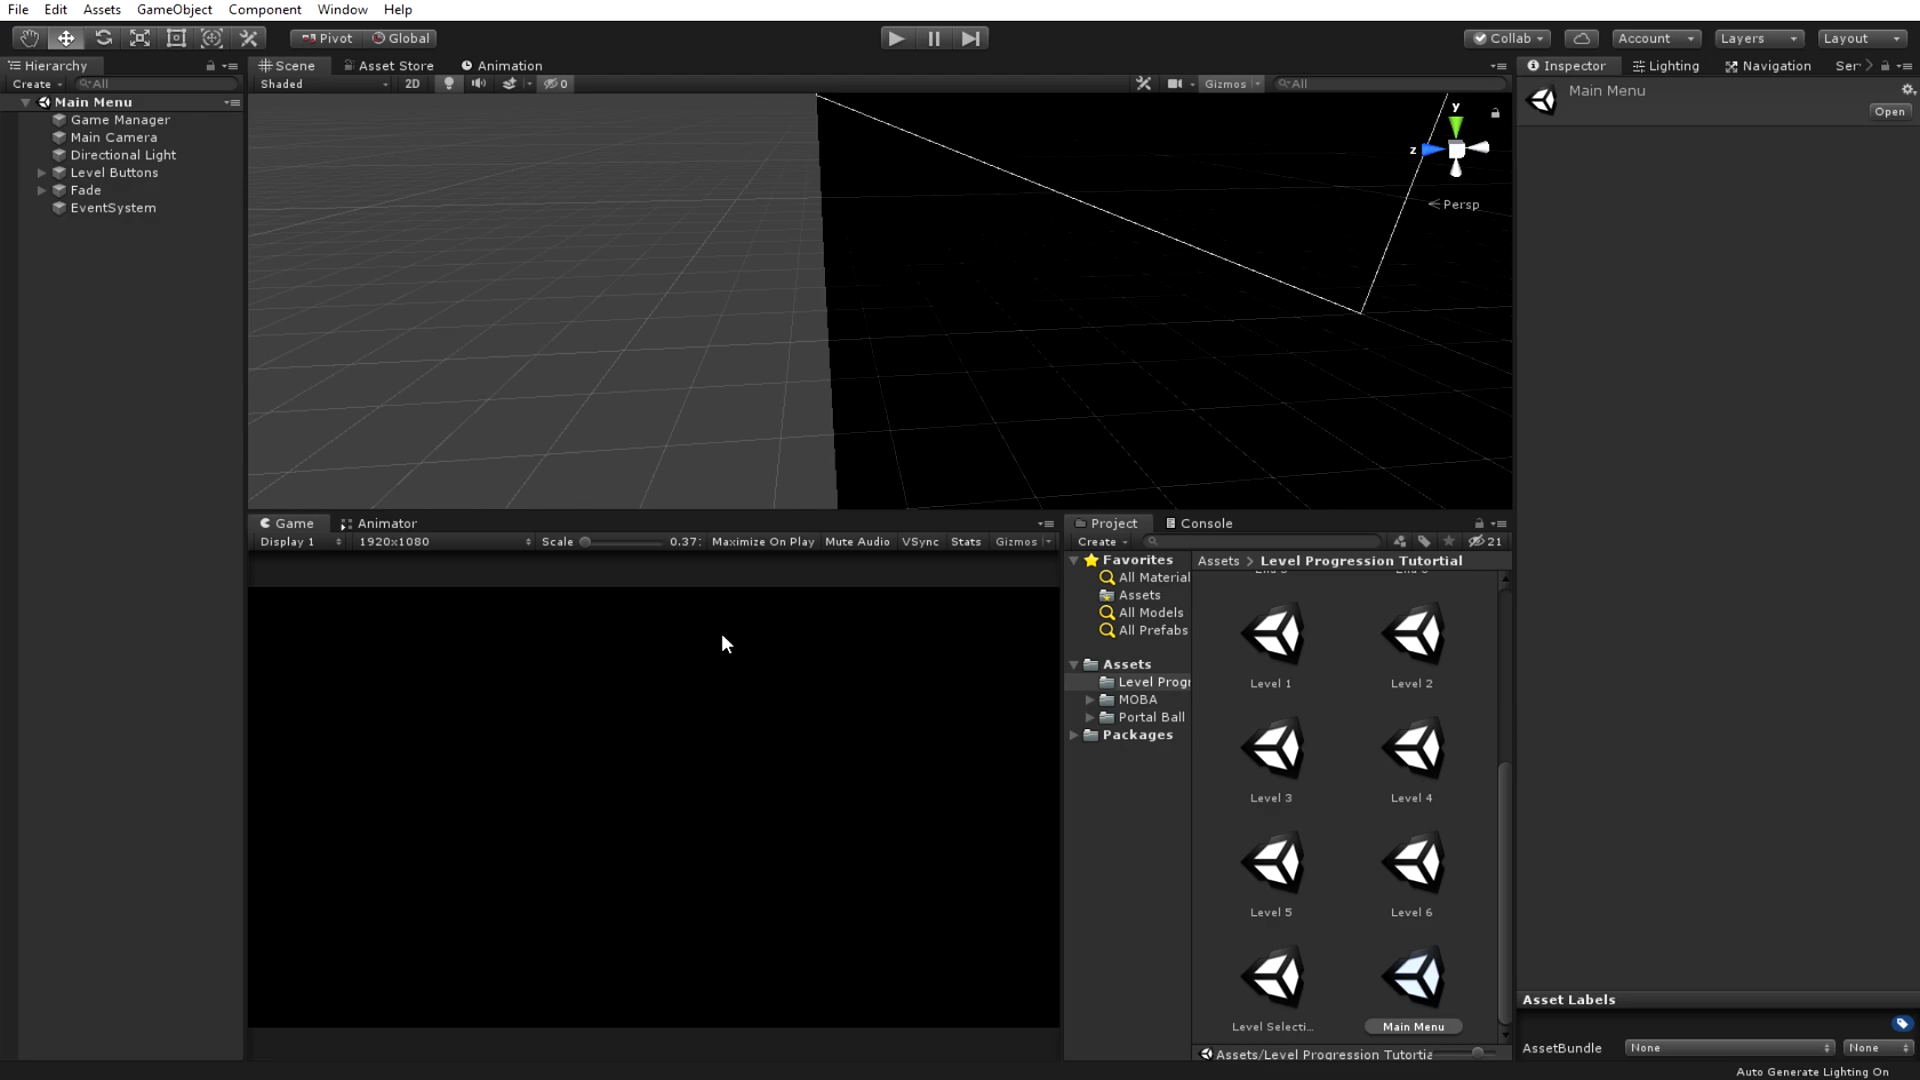 File Edit Assets GameObject Component Window Help
Pivot Global Collab Account Layers Layout
Hierarchy Scene Asset Store Animation Inspector Lighting Navigation Ser
Create All Shaded 2D 0 Gizmos All
Main Menu
Game Manager
Main Camera
Directional Light
Level Buttons
Fade
EventSystem
y
z
Persp
Main Menu
Open
Game Animator
Display 1 1920x1080 Scale 0.37: Maximize On Play Mute Audio VSync Stats Gizmos
Project Console
Create 21
Favorites
All Material
Assets
All Models
All Prefabs
Assets
Level Progr
MOBA
Portal Ball
Packages
Assets > Level Progression Tutortial
Level 1 Level 2
Level 3 Level 4
Level 5 Level 6
Level Selecti... Main Menu
Assets/Level Progression Tutortia
Asset Labels
AssetBundle None None
Auto Generate Lighting On